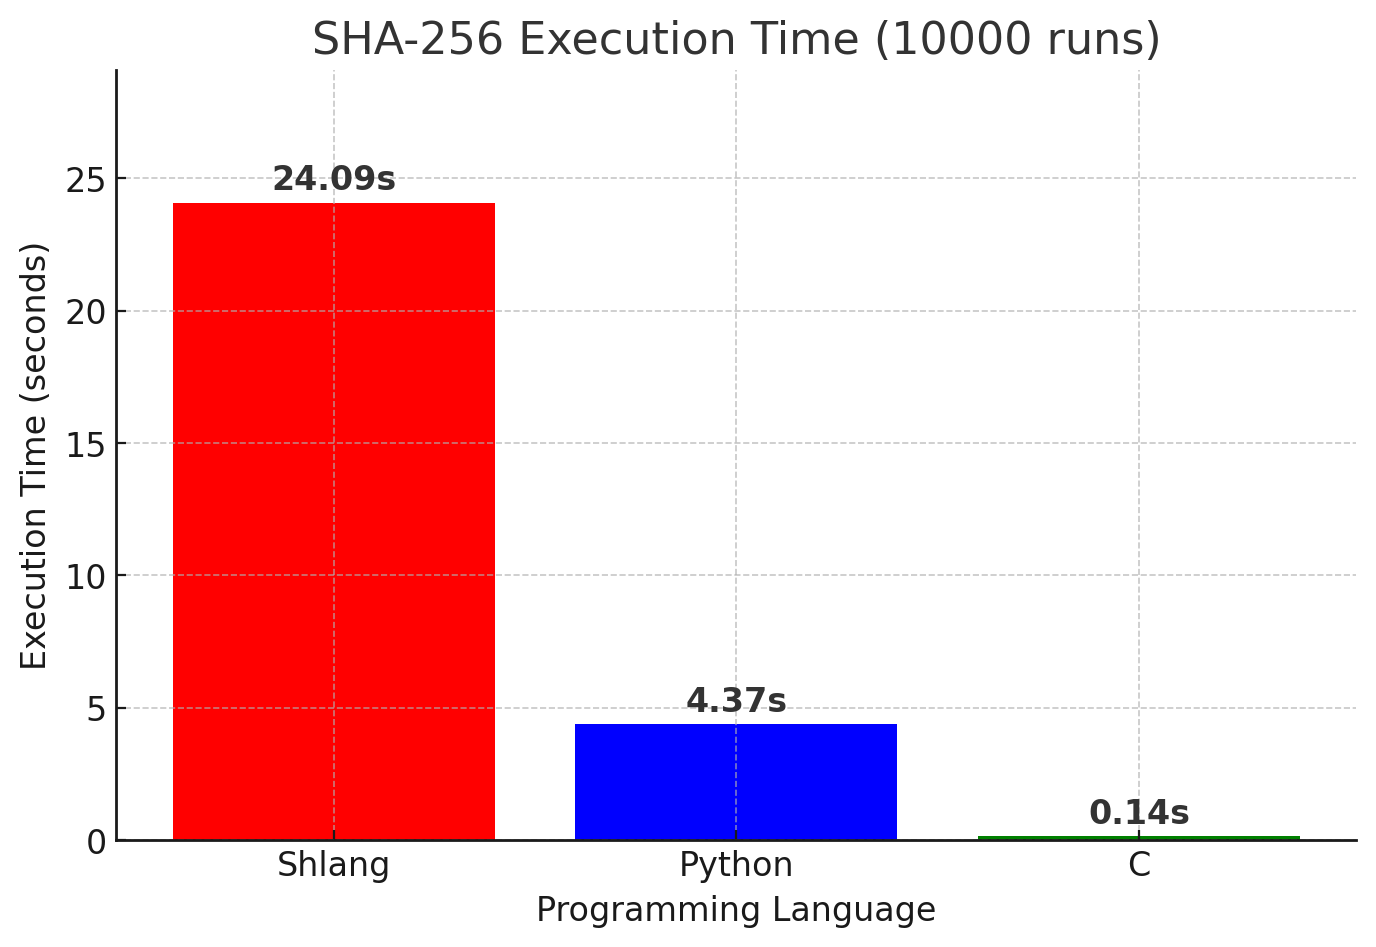 SHA-256 Execution Time (10000 runs)
Execution Time (seconds)
25
20
15
10
5
0
24.09s
4.37s
0.14s
Shlang
Python
C
Programming Language